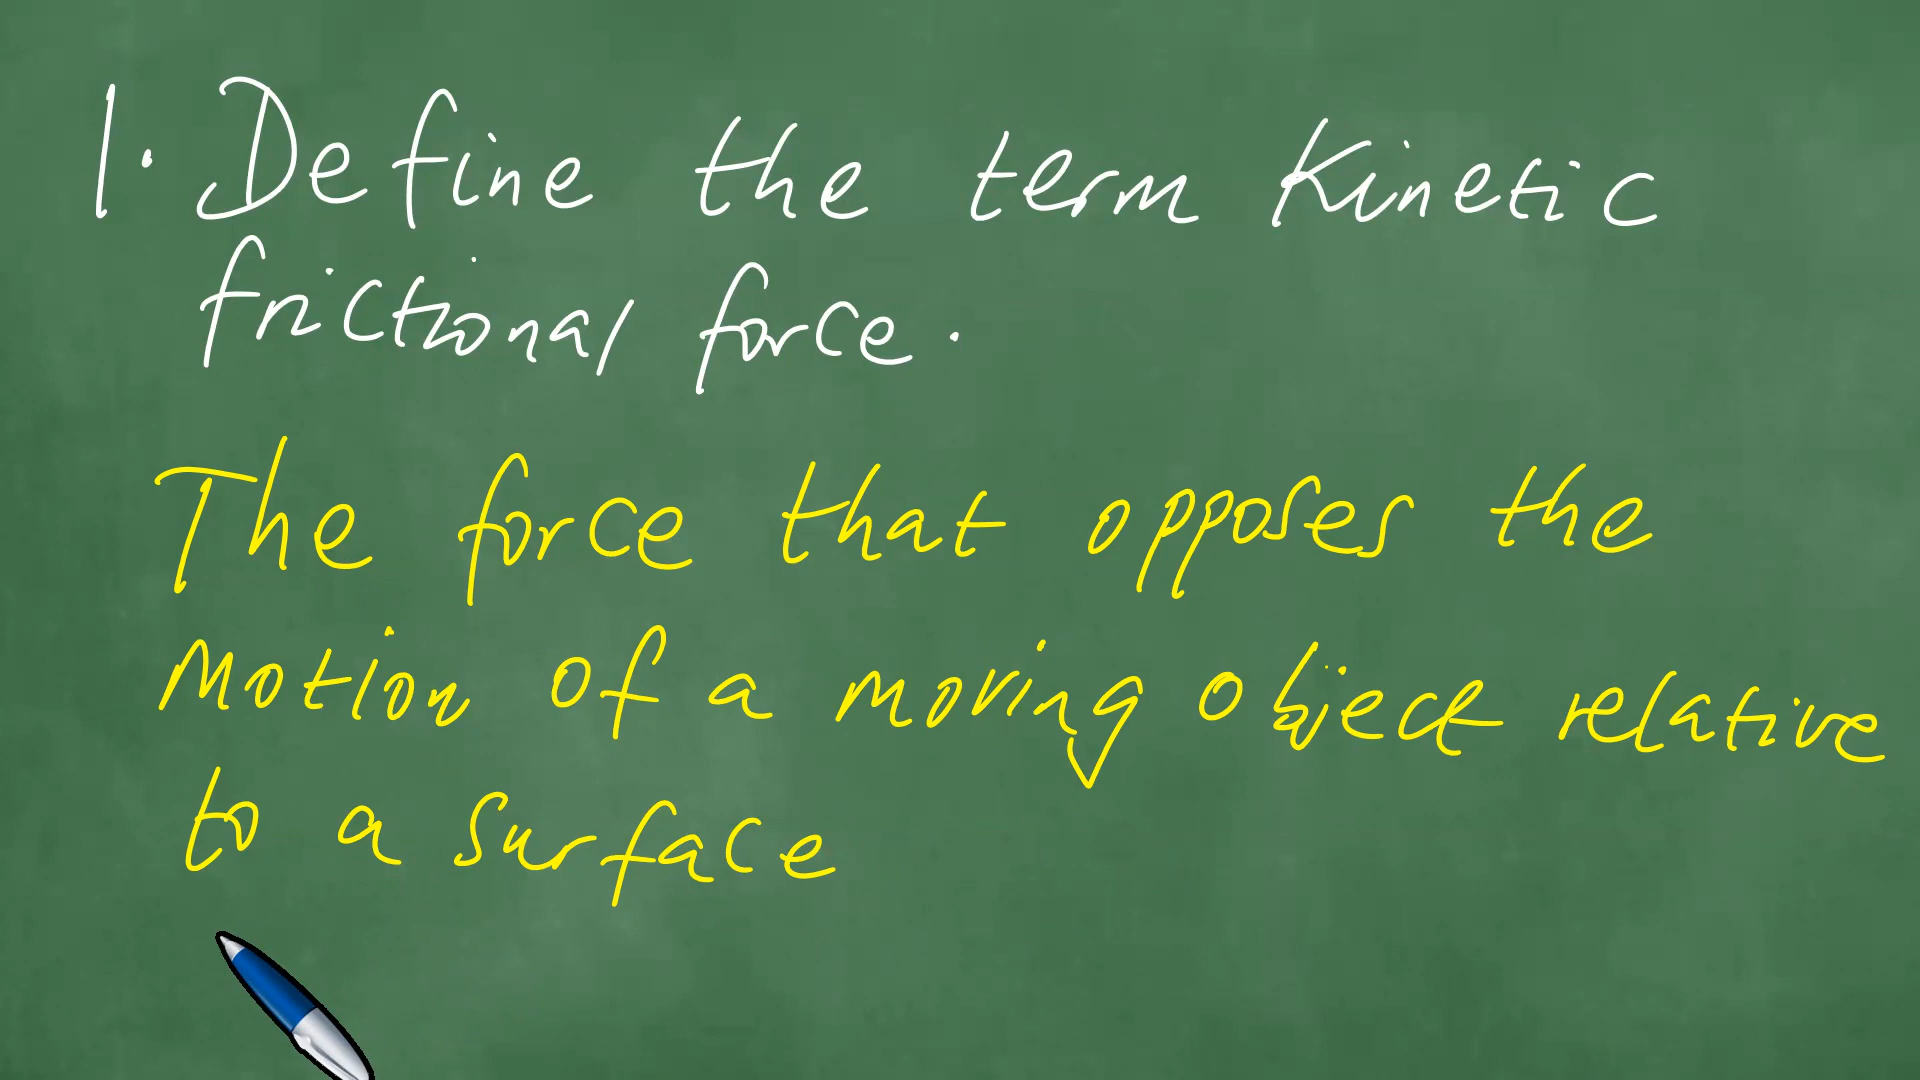 1. Define the term Kinetic
frictional force.
The force that opposes the
motion of a moving object relative
to a surface